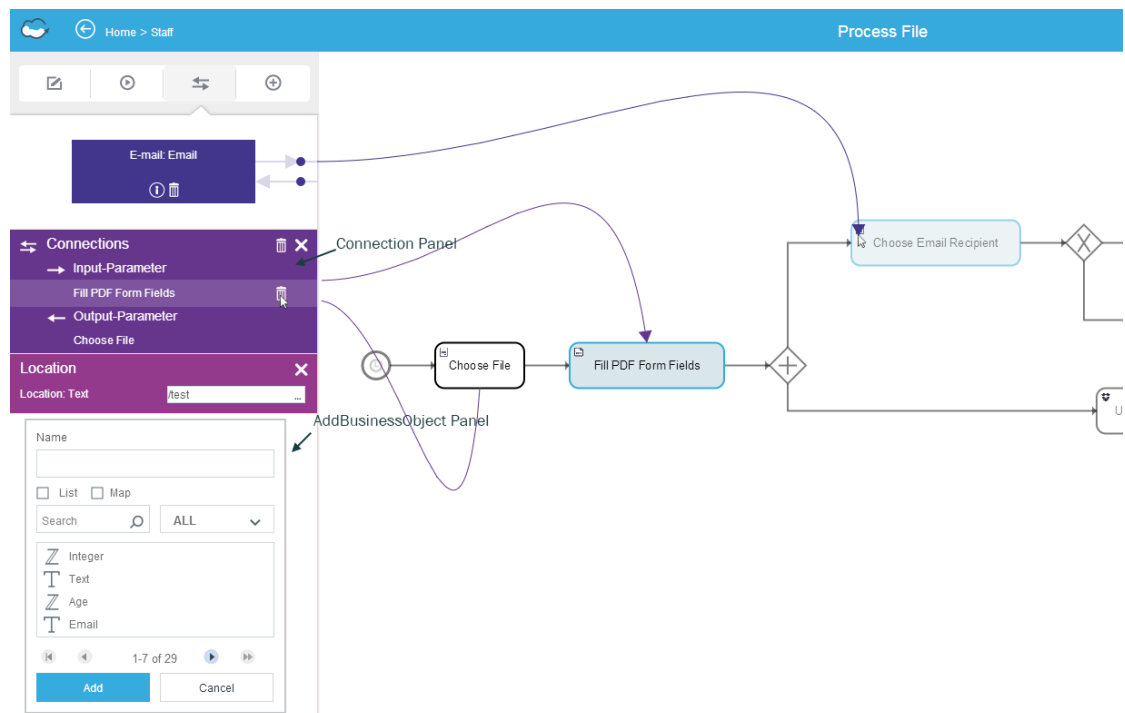 Home > Staff
Process File
E-mail: Email
Connections
Connection Panel
Input-Parameter
Fill PDF Form Fields
Output-Parameter
Choose File
Location
Location: Text
/test
...
AddBusinessObject Panel
Name
List
Map
Search
ALL
Integer
Text
Age
Email
1-7 of 29
Add
Cancel
Choose Email Recipient
Choose File
Fill PDF Form Fields
U